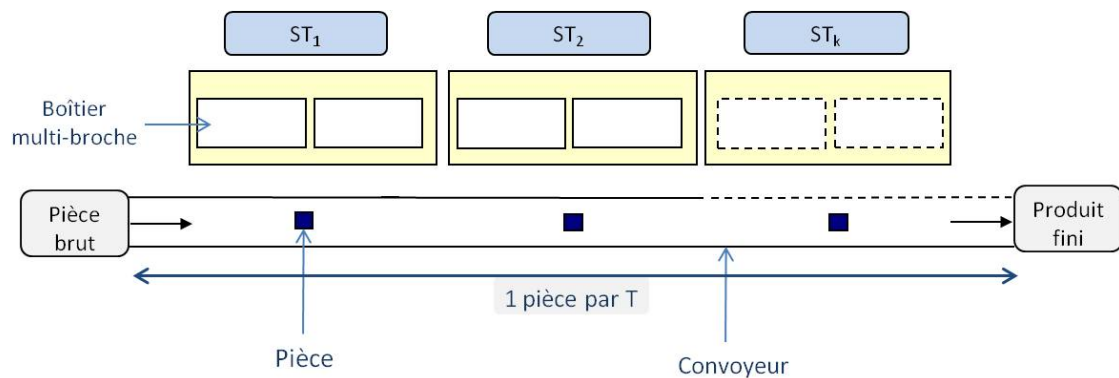 ST₁
ST₂
STₖ
Boîtier
multi-broche
Pièce
brut
Produit
fini
1 pièce par T
Pièce
Convoyeur